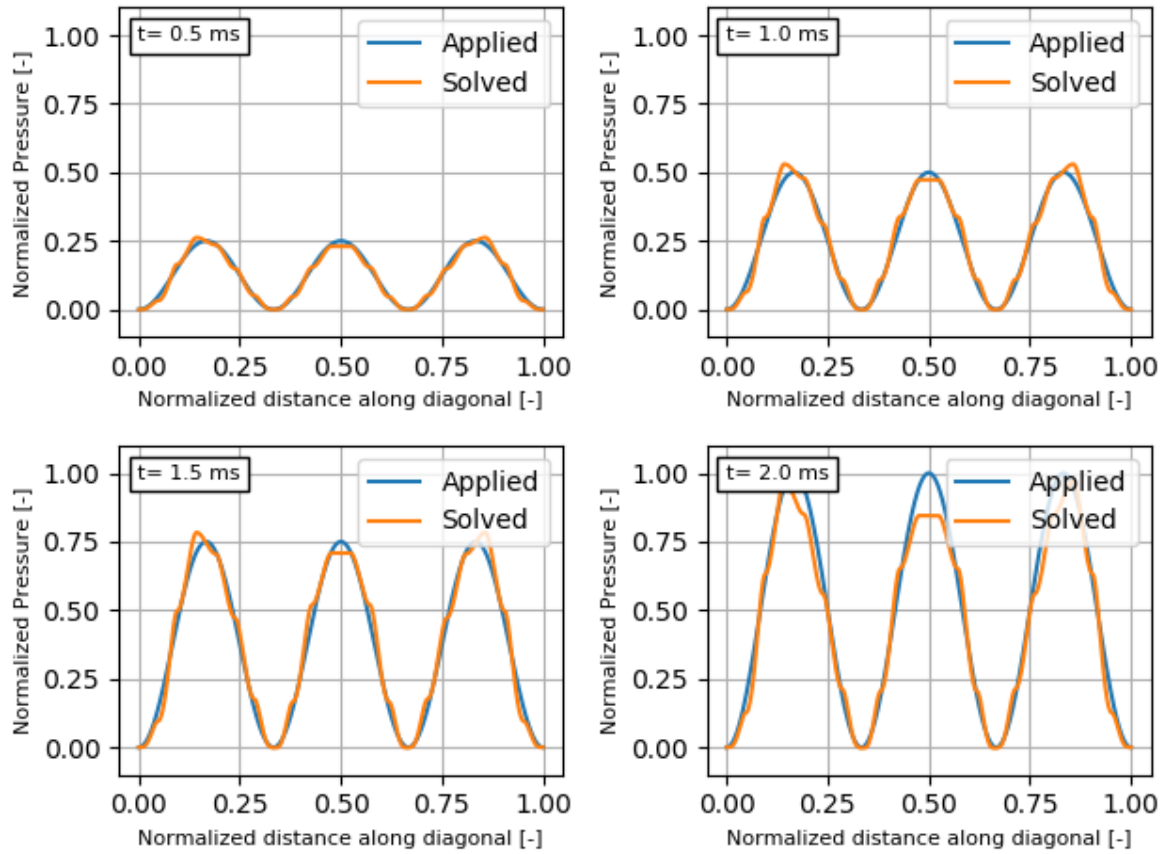 t= 0.5 ms
Applied
Solved
Normalized Pressure [-]
1.00
0.75
0.50
0.25
0.00
0.00 0.25 0.50 0.75 1.00
Normalized distance along diagonal [-]
t= 1.0 ms
Applied
Solved
Normalized Pressure [-]
1.00
0.75
0.50
0.25
0.00
0.00 0.25 0.50 0.75 1.00
Normalized distance along diagonal [-]
t= 1.5 ms
Applied
Solved
Normalized Pressure [-]
1.00
0.75
0.50
0.25
0.00
0.00 0.25 0.50 0.75 1.00
Normalized distance along diagonal [-]
t= 2.0 ms
Applied
Solved
Normalized Pressure [-]
1.00
0.75
0.50
0.25
0.00
0.00 0.25 0.50 0.75 1.00
Normalized distance along diagonal [-]